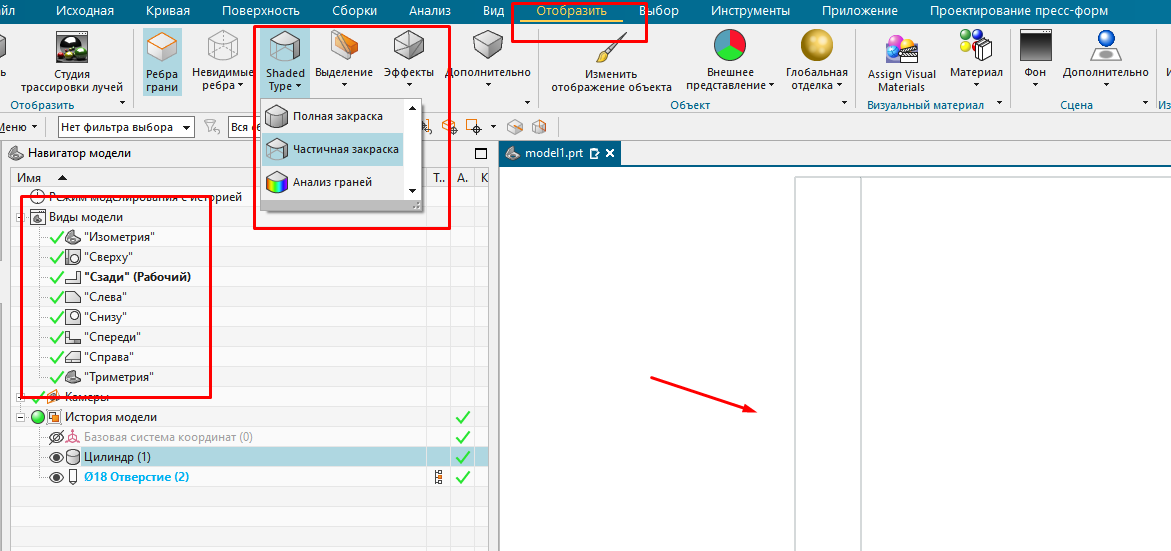 йл
Исходная
Кривая
Поверхность
Сборки
Анализ
Вид
Отобразить
Выбор
Инструменты
Приложение
Проектирование пресс-форм
ь
Студия
трассировки лучей
Ребра
грани
Невидимые
ребра
Shaded
Type
Выделение
Эффекты
Дополнительно
Изменить
отображение объекта
Внешнее
представление
Глобальная
отделка
Assign Visual
Materials
Материал
Фон
Дополнительно
Отобразить
Объект
Визуальный материал
Сцена
Из
Меню
Нет фильтра выбора
Вся
Полная закраска
Частичная закраска
Анализ граней
Навигатор модели
model1.prt
Имя
Т..
А.
К
Режим моделирования с историей
Виды модели
"Изометрия"
"Сверху"
"Сзади" (Рабочий)
"Слева"
"Снизу"
"Спереди"
"Справа"
"Триметрия"
Камеры
История модели
Базовая система координат (0)
Цилиндр (1)
Ø18 Отверстие (2)